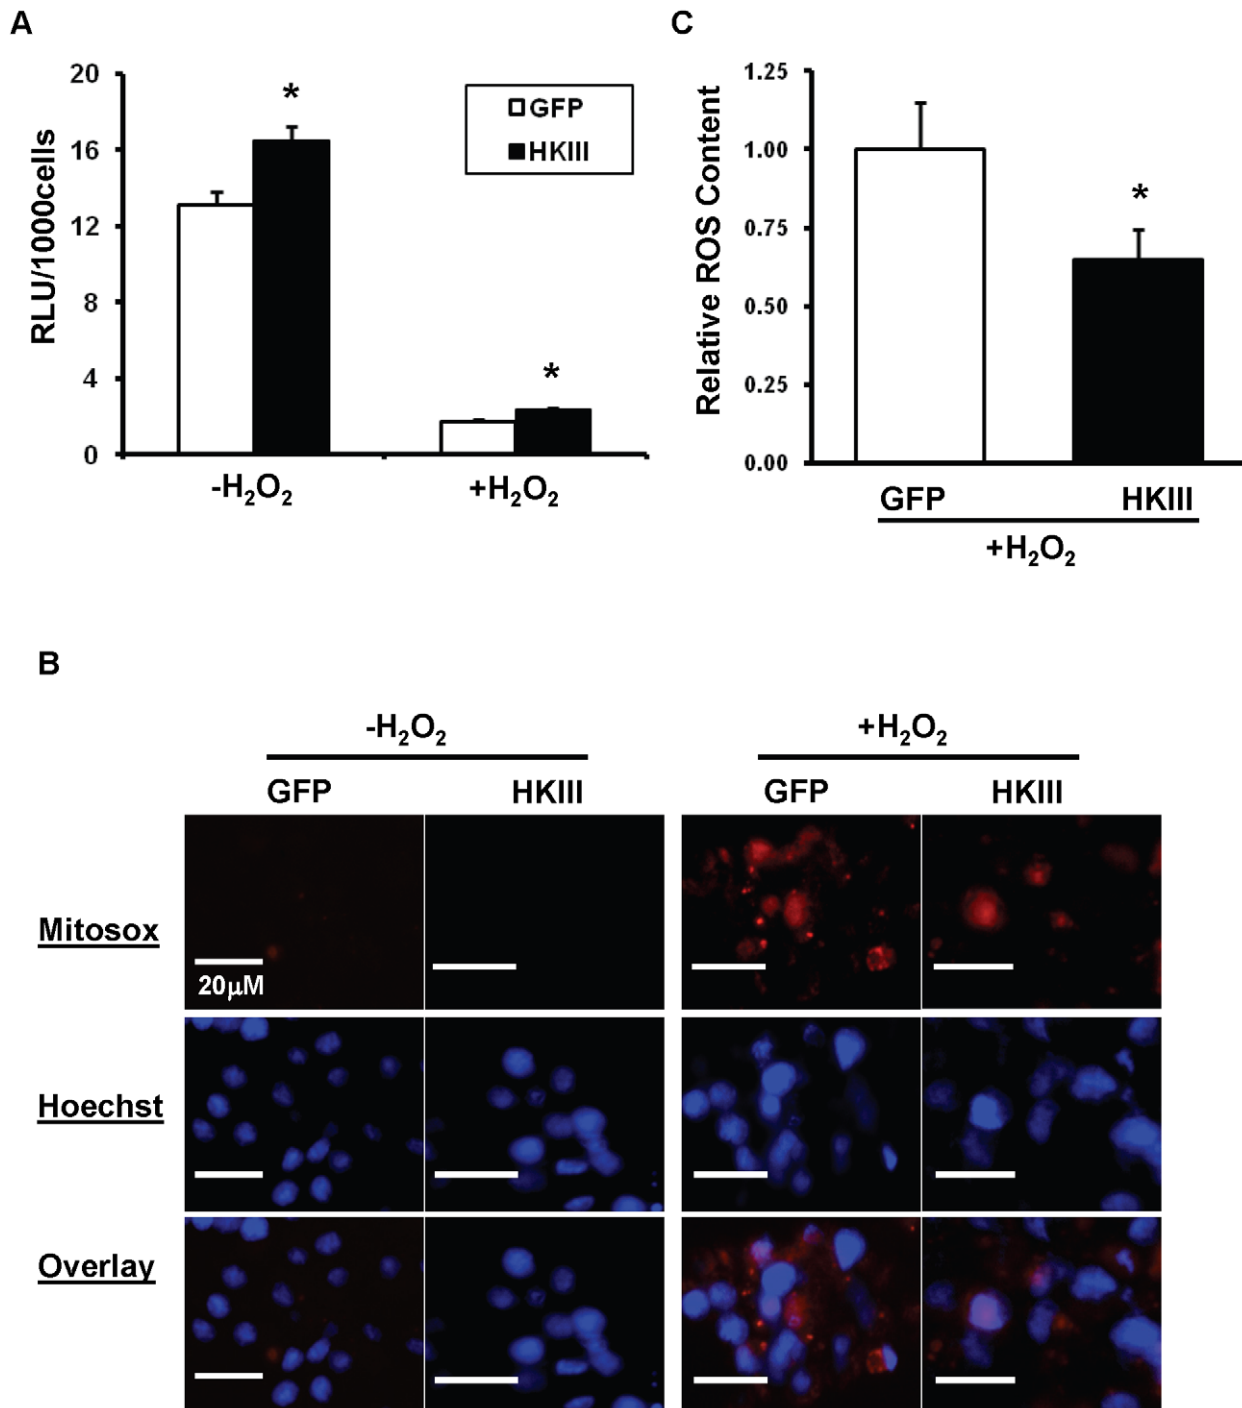 A
RLU/1000cells
20
16
12
8
4
0
*
*
GFP
HKIII
-H₂O₂
+H₂O₂
C
Relative ROS Content
1.25
1.00
0.75
0.50
0.25
0.00
*
GFP HKIII
+H₂O₂
B
-H₂O₂ +H₂O₂
GFP HKIII GFP HKIII
Mitosox
20μM
Hoechst
Overlay